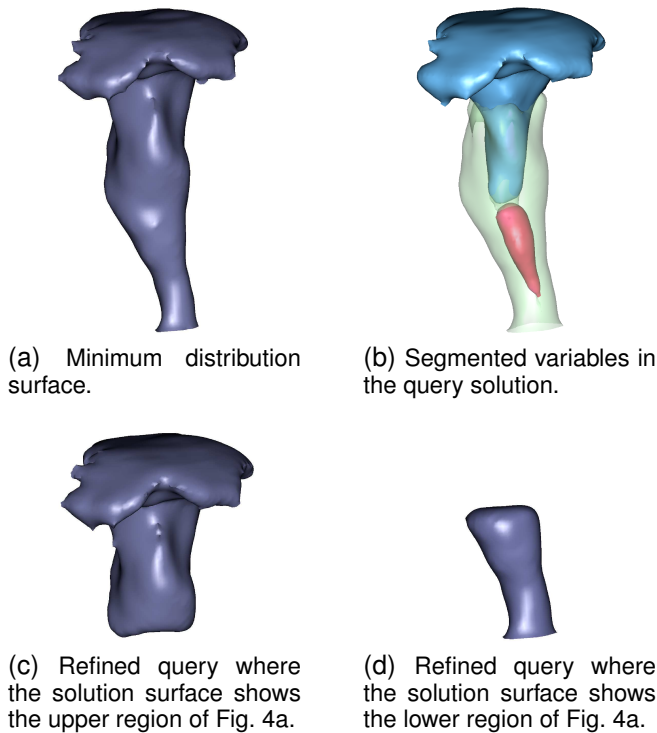 (a) Minimum distribution
surface.
(b) Segmented variables in
the query solution.
(c) Refined query where
the solution surface shows
the upper region of Fig. 4a.
(d) Refined query where
the solution surface shows
the lower region of Fig. 4a.